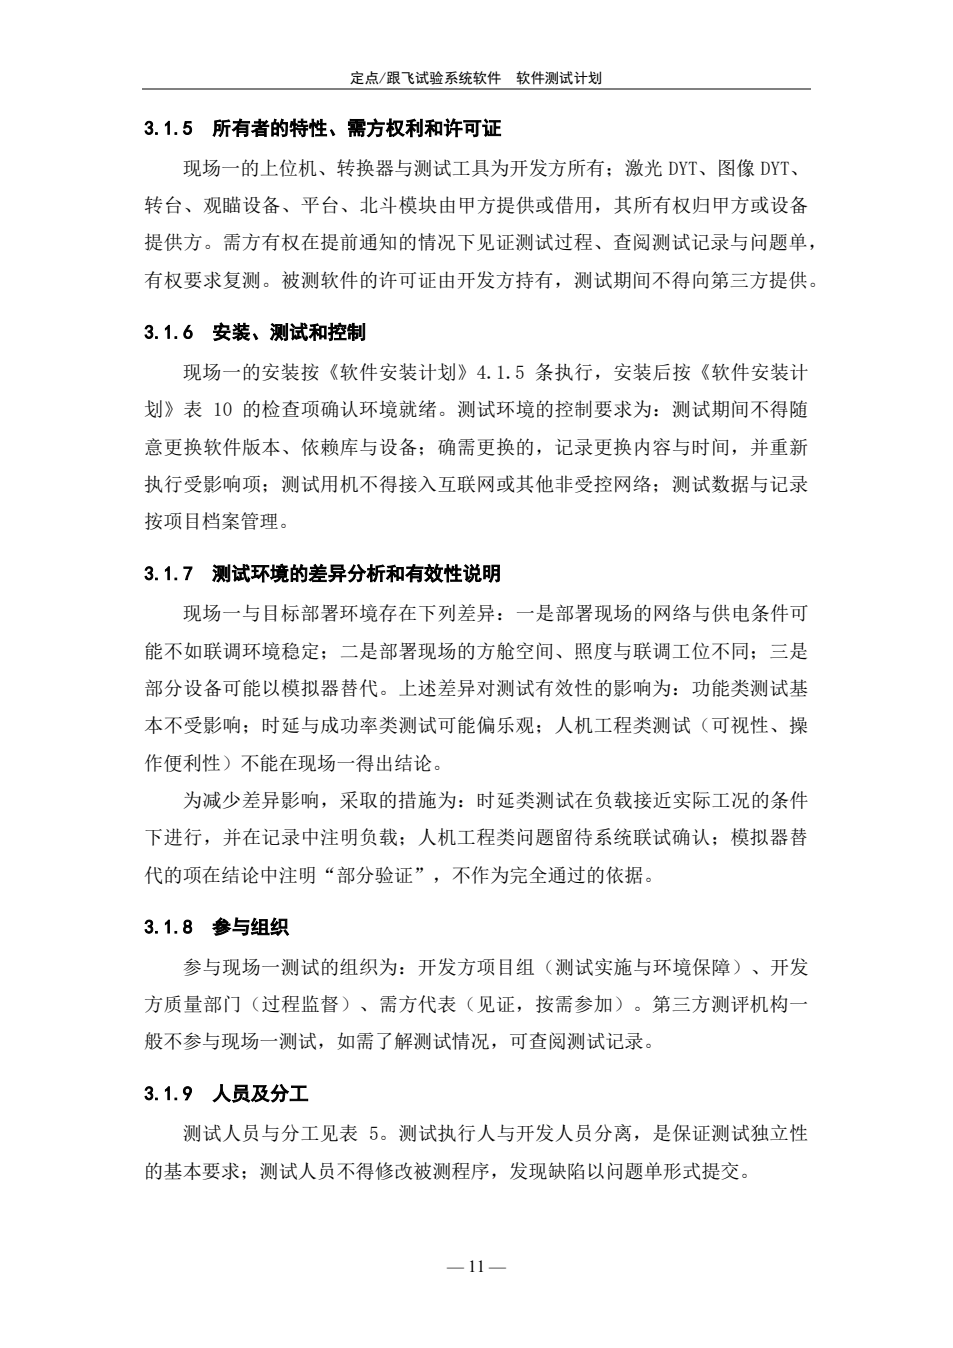 定点/跟飞试验系统软件　软件测试计划
3.1.5 所有者的特性、需方权利和许可证
现场一的上位机、转换器与测试工具为开发方所有；激光 DYT、图像 DYT、
转台、观瞄设备、平台、北斗模块由甲方提供或借用，其所有权归甲方或设备
提供方。需方有权在提前通知的情况下见证测试过程、查阅测试记录与问题单，
有权要求复测。被测软件的许可证由开发方持有，测试期间不得向第三方提供。
3.1.6 安装、测试和控制
现场一的安装按《软件安装计划》4.1.5 条执行，安装后按《软件安装计
划》表 10 的检查项确认环境就绪。测试环境的控制要求为：测试期间不得随
意更换软件版本、依赖库与设备；确需更换的，记录更换内容与时间，并重新
执行受影响项；测试用机不得接入互联网或其他非受控网络；测试数据与记录
按项目档案管理。
3.1.7 测试环境的差异分析和有效性说明
现场一与目标部署环境存在下列差异：一是部署现场的网络与供电条件可
能不如联调环境稳定；二是部署现场的方舱空间、照度与联调工位不同；三是
部分设备可能以模拟器替代。上述差异对测试有效性的影响为：功能类测试基
本不受影响；时延与成功率类测试可能偏乐观；人机工程类测试（可视性、操
作便利性）不能在现场一得出结论。
为减少差异影响，采取的措施为：时延类测试在负载接近实际工况的条件
下进行，并在记录中注明负载；人机工程类问题留待系统联试确认；模拟器替
代的项在结论中注明“部分验证”，不作为完全通过的依据。
3.1.8 参与组织
参与现场一测试的组织为：开发方项目组（测试实施与环境保障）、开发
方质量部门（过程监督）、需方代表（见证，按需参加）。第三方测评机构一
般不参与现场一测试，如需了解测试情况，可查阅测试记录。
3.1.9 人员及分工
测试人员与分工见表 5。测试执行人与开发人员分离，是保证测试独立性
的基本要求；测试人员不得修改被测程序，发现缺陷以问题单形式提交。
— 11 —